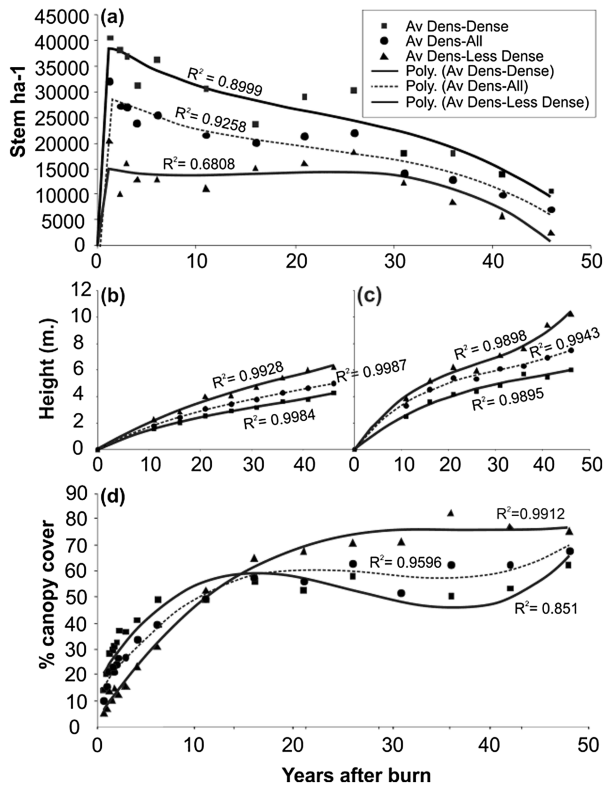 (a)
Stem ha-1
45000
40000
35000
30000
25000
20000
15000
10000
5000
0
R²= 0.8999
R²= 0.9258
R²= 0.6808
Av Dens-Dense
Av Dens-All
Av Dens-Less Dense
Poly. (Av Dens-Dense)
Poly. (Av Dens-All)
Poly. (Av Dens-Less Dense)
0 10 20 30 40 50
(b)
Height (m.)
12
10
8
6
4
2
0
R²= 0.9928
R²= 0.9987
R²= 0.9984
0 10 20 30 40 50
(c)
R²= 0.9898
R²= 0.9943
R²= 0.9895
0 10 20 30 40 50
(d)
% canopy cover
90
80
70
60
50
40
30
20
10
0
R²=0.9912
R²=0.9596
R²= 0.851
0 10 20 30 40 50
Years after burn